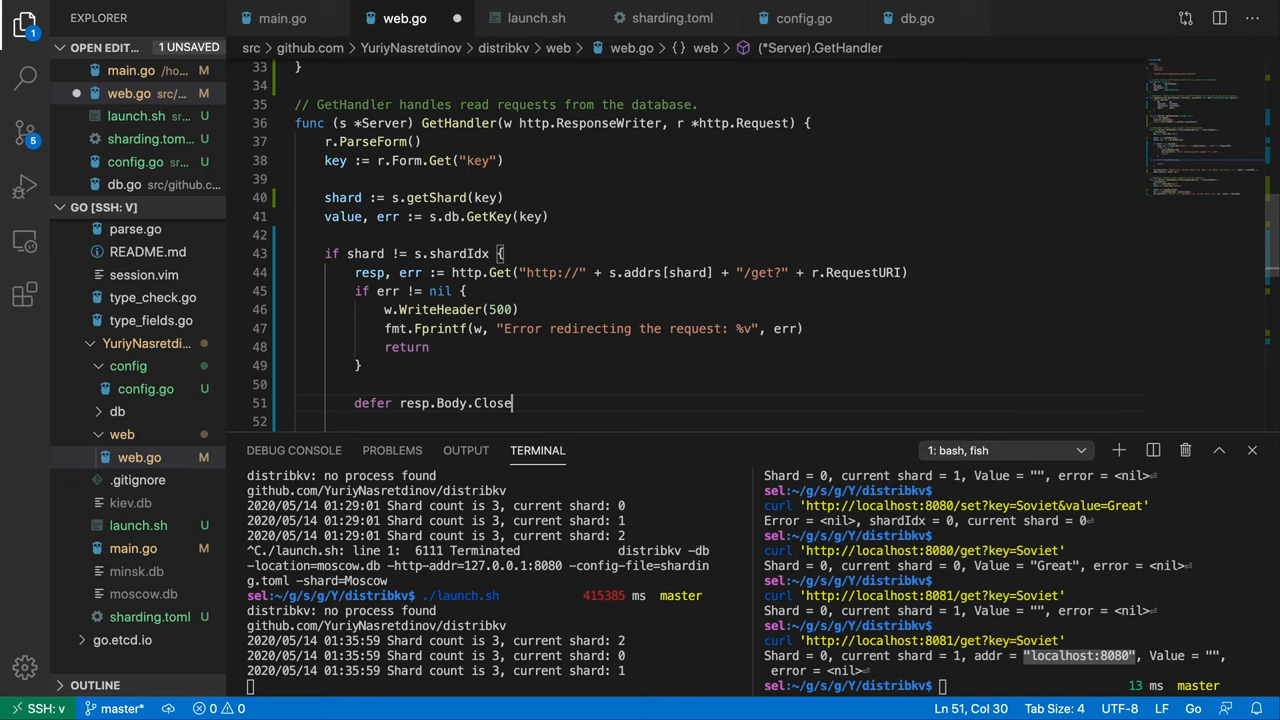 EXPLORER
main.go
web.go
launch.sh
sharding.toml
config.go
db.go
1
OPEN EDIT... 1 UNSAVED
src › github.com › YuriyNasretdinov › distribkv › web › web.go › {} web › (*Server).GetHandler
main.go /ho... M
web.go src/... M
launch.sh sr... U
sharding.to... U
config.go sr... U
db.go src/github.c...
GO [SSH: V]
parse.go
README.md
session.vim
type_check.go
type_fields.go
YuriyNasretdi...
config
config.go U
db
web
web.go M
.gitignore
kiev.db
launch.sh U
main.go M
minsk.db
moscow.db
sharding.toml U
go.etcd.io
OUTLINE
5
33 }
34
35 // GetHandler handles read requests from the database.
36 func (s *Server) GetHandler(w http.ResponseWriter, r *http.Request) {
37 r.ParseForm()
38 key := r.Form.Get("key")
39
40 shard := s.getShard(key)
41 value, err := s.db.GetKey(key)
42
43 if shard != s.shardIdx {
44 resp, err := http.Get("http://" + s.addrs[shard] + "/get?" + r.RequestURI)
45 if err != nil {
46 w.WriteHeader(500)
47 fmt.Fprintf(w, "Error redirecting the request: %v", err)
48 return
49 }
50
51 defer resp.Body.Close
52
DEBUG CONSOLE PROBLEMS OUTPUT TERMINAL 1: bash, fish
distribkv: no process found
github.com/YuriyNasretdinov/distribkv
2020/05/14 01:29:01 Shard count is 3, current shard: 0
2020/05/14 01:29:01 Shard count is 3, current shard: 1
2020/05/14 01:29:01 Shard count is 3, current shard: 2
^C./launch.sh: line 1: 6111 Terminated distribkv -db
-location=moscow.db -http-addr=127.0.0.1:8080 -config-file=shardin
g.toml -shard=Moscow
sel:~/g/s/g/Y/distribkv$ ./launch.sh 415385 ms master
distribkv: no process found
github.com/YuriyNasretdinov/distribkv
2020/05/14 01:35:59 Shard count is 3, current shard: 2
2020/05/14 01:35:59 Shard count is 3, current shard: 0
2020/05/14 01:35:59 Shard count is 3, current shard: 1
Shard = 0, current shard = 1, Value = "", error = <nil>⏎
sel:~/g/s/g/Y/distribkv$
curl 'http://localhost:8080/set?key=Soviet&value=Great'
Error = <nil>, shardIdx = 0, current shard = 0⏎
sel:~/g/s/g/Y/distribkv$
curl 'http://localhost:8080/get?key=Soviet'
Shard = 0, current shard = 0, Value = "Great", error = <nil>⏎
sel:~/g/s/g/Y/distribkv$
curl 'http://localhost:8081/get?key=Soviet'
Shard = 0, current shard = 1, Value = "", error = <nil>⏎
sel:~/g/s/g/Y/distribkv$
curl 'http://localhost:8081/get?key=Soviet'
Shard = 0, current shard = 1, addr = "localhost:8080", Value = "",
error = <nil>⏎
sel:~/g/s/g/Y/distribkv$ 13 ms master
SSH: v master* 0 0 Ln 51, Col 30 Tab Size: 4 UTF-8 LF Go